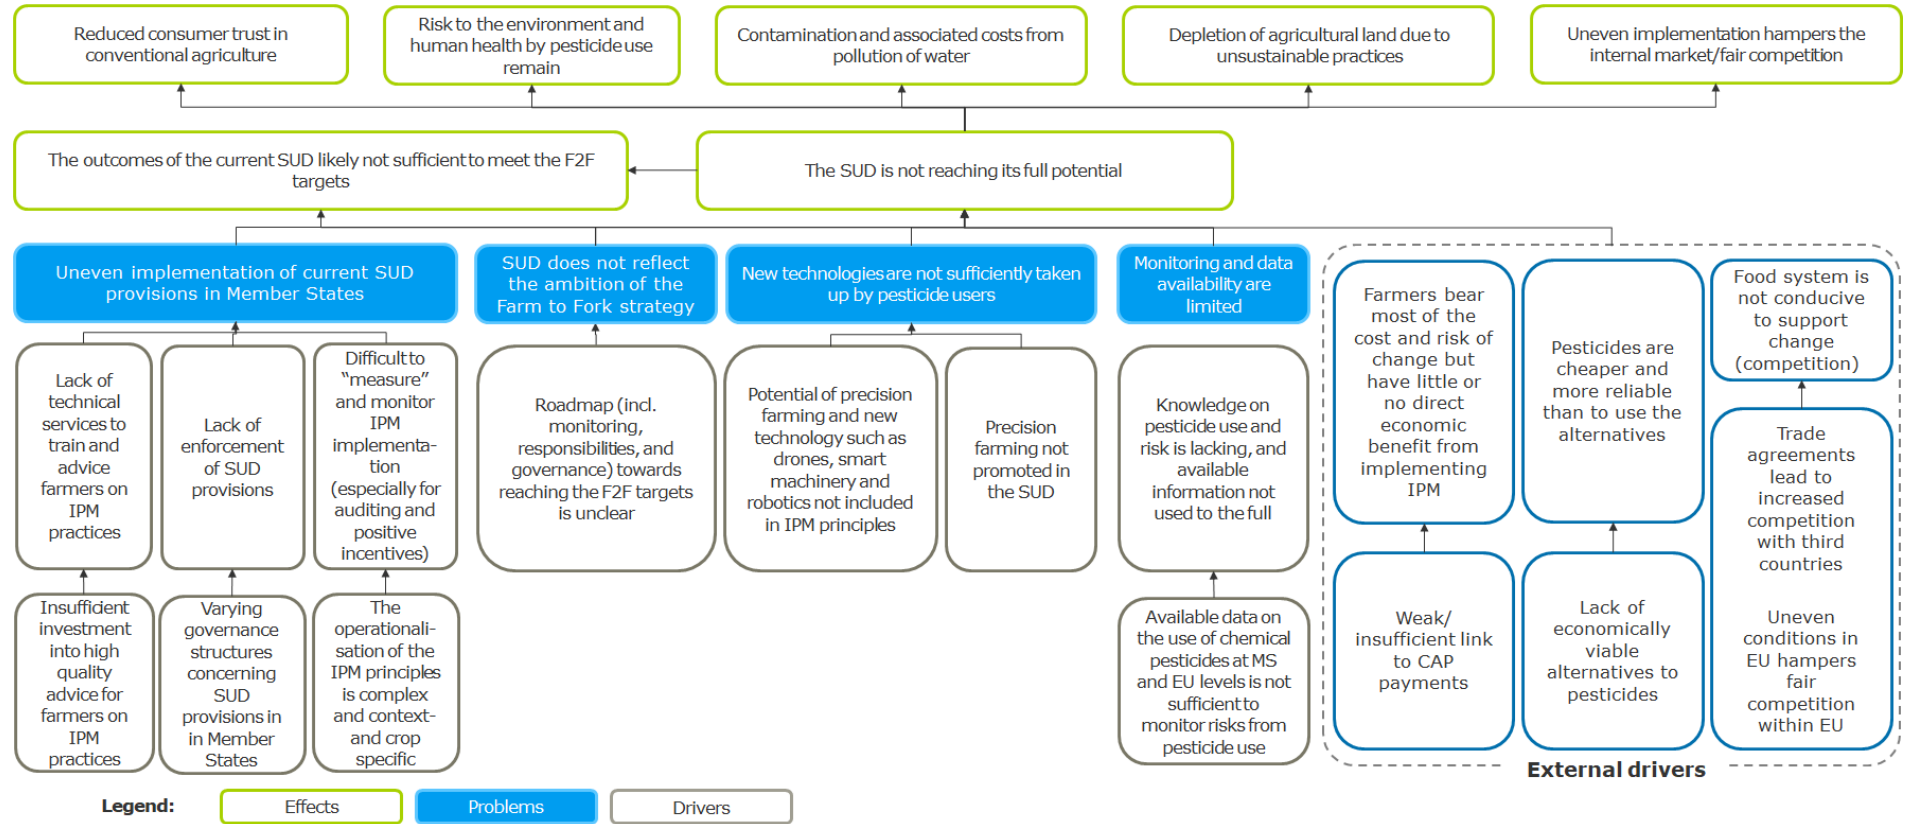 Reduced consumer trust in
conventional agriculture
Risk to the environment and
human health by pesticide use
remain
Contamination and associated costs from
pollution of water
Depletion of agricultural land due to
unsustainable practices
Uneven implementation hampers the
internal market/fair competition
The outcomes of the current SUD likely not sufficient to meet the F2F
targets
The SUD is not reaching its full potential
Uneven implementation of current SUD
provisions in Member States
SUD does not reflect
the ambition of the
Farm to Fork strategy
New technologies are not sufficiently taken
up by pesticide users
Monitoring and data
availability are
limited
Lack of
technical
services to
train and
advice
farmers on
IPM
practices
Lack of
enforcement
of SUD
provisions
Difficult to
“measure”
and monitor
IPM
implementa-
tion
(especially for
auditing and
positive
incentives)
Roadmap (incl.
monitoring,
responsibilities, and
governance) towards
reaching the F2F targets
is unclear
Potential of precision
farming and new
technology such as
drones, smart
machinery and
robotics not included
in IPM principles
Precision
farming not
promoted in
the SUD
Knowledge on
pesticide use and
risk is lacking, and
available
information not
used to the full
Farmers bear
most of the
cost and risk of
change but
have little or
no direct
economic
benefit from
implementing
IPM
Pesticides are
cheaper and
more reliable
than to use the
alternatives
Food system is
not conducive
to support
change
(competition)
Insufficient
investment
into high
quality
advice for
farmers on
IPM
practices
Varying
governance
structures
concerning
SUD
provisions in
in Member
States
The
operationali-
sation of the
IPM principles
is complex
and context-
and crop
specific
Available data on
the use of chemical
pesticides at MS
and EU levels is not
sufficient to
monitor risks from
pesticide use
Weak/
insufficient link
to CAP
payments
Lack of
economically
viable
alternatives to
pesticides
Trade
agreements
lead to
increased
competition
with third
countries
Uneven
conditions in
EU hampers
fair
competition
within EU
External drivers
Legend:
Effects
Problems
Drivers